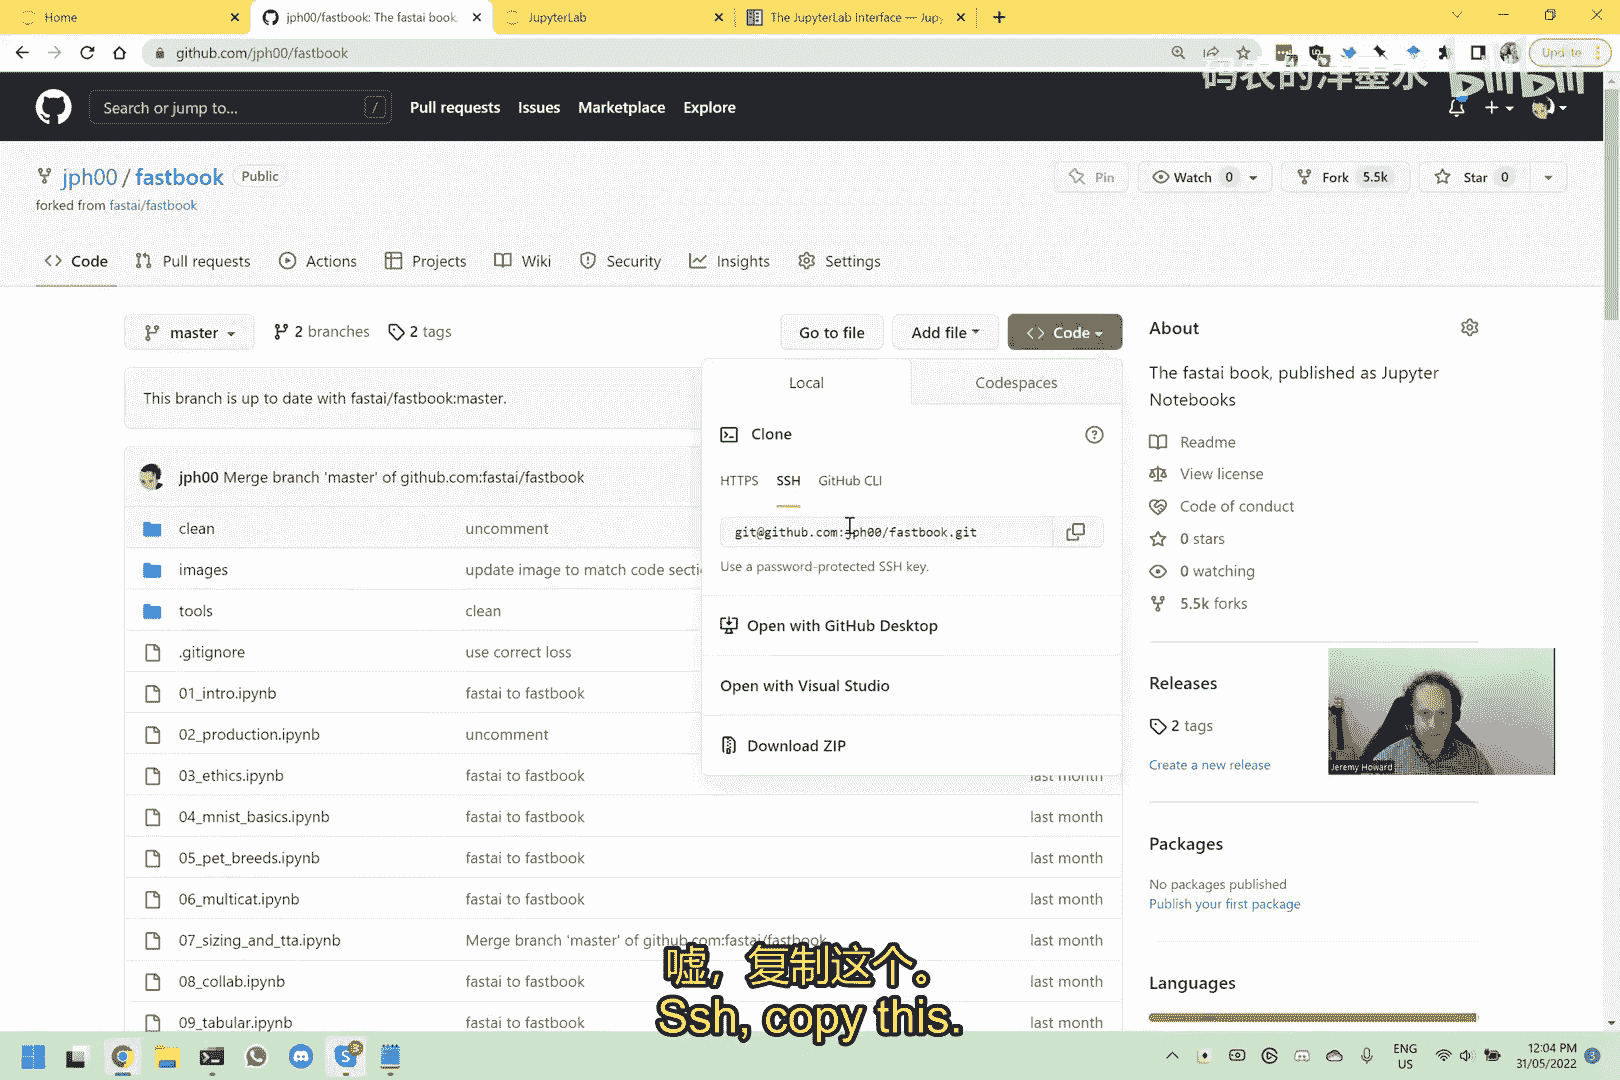 Home
jph00/fastbook: The fastai book,
JupyterLab
The JupyterLab Interface — Jupy
github.com/jph00/fastbook
Update
码农的洋墨水 bilibili
Search or jump to...
/
Pull requests
Issues
Marketplace
Explore
jph00 / fastbook
Public
Pin
Watch 0
Fork 5.5k
Star 0
forked from fastai/fastbook
Code
Pull requests
Actions
Projects
Wiki
Security
Insights
Settings
master
2 branches
2 tags
Go to file
Add file
Code
This branch is up to date with fastai/fastbook:master.
jph00 Merge branch 'master' of github.com:fastai/fastbook
clean
uncomment
images
update image to match code secti
tools
clean
.gitignore
use correct loss
01_intro.ipynb
fastai to fastbook
02_production.ipynb
uncomment
03_ethics.ipynb
fastai to fastbook
last month
04_mnist_basics.ipynb
fastai to fastbook
last month
05_pet_breeds.ipynb
fastai to fastbook
last month
06_multicat.ipynb
fastai to fastbook
last month
07_sizing_and_tta.ipynb
Merge branch 'master' of github.com:fastai/fastbook
last month
08_collab.ipynb
fastai to fastbook
last month
09_tabular.ipynb
fastai to fastbook
last month
Local
Codespaces
Clone
HTTPS
SSH
GitHub CLI
git@github.com:jph00/fastbook.git
Use a password-protected SSH key.
Open with GitHub Desktop
Open with Visual Studio
Download ZIP
About
The fastai book, published as Jupyter
Notebooks
Readme
View license
Code of conduct
0 stars
0 watching
5.5k forks
Releases
2 tags
Create a new release
Jeremy Howard
Packages
No packages published
Publish your first package
Languages
嘘，复制这个。
Ssh, copy this.
ENG
US
12:04 PM
31/05/2022
3